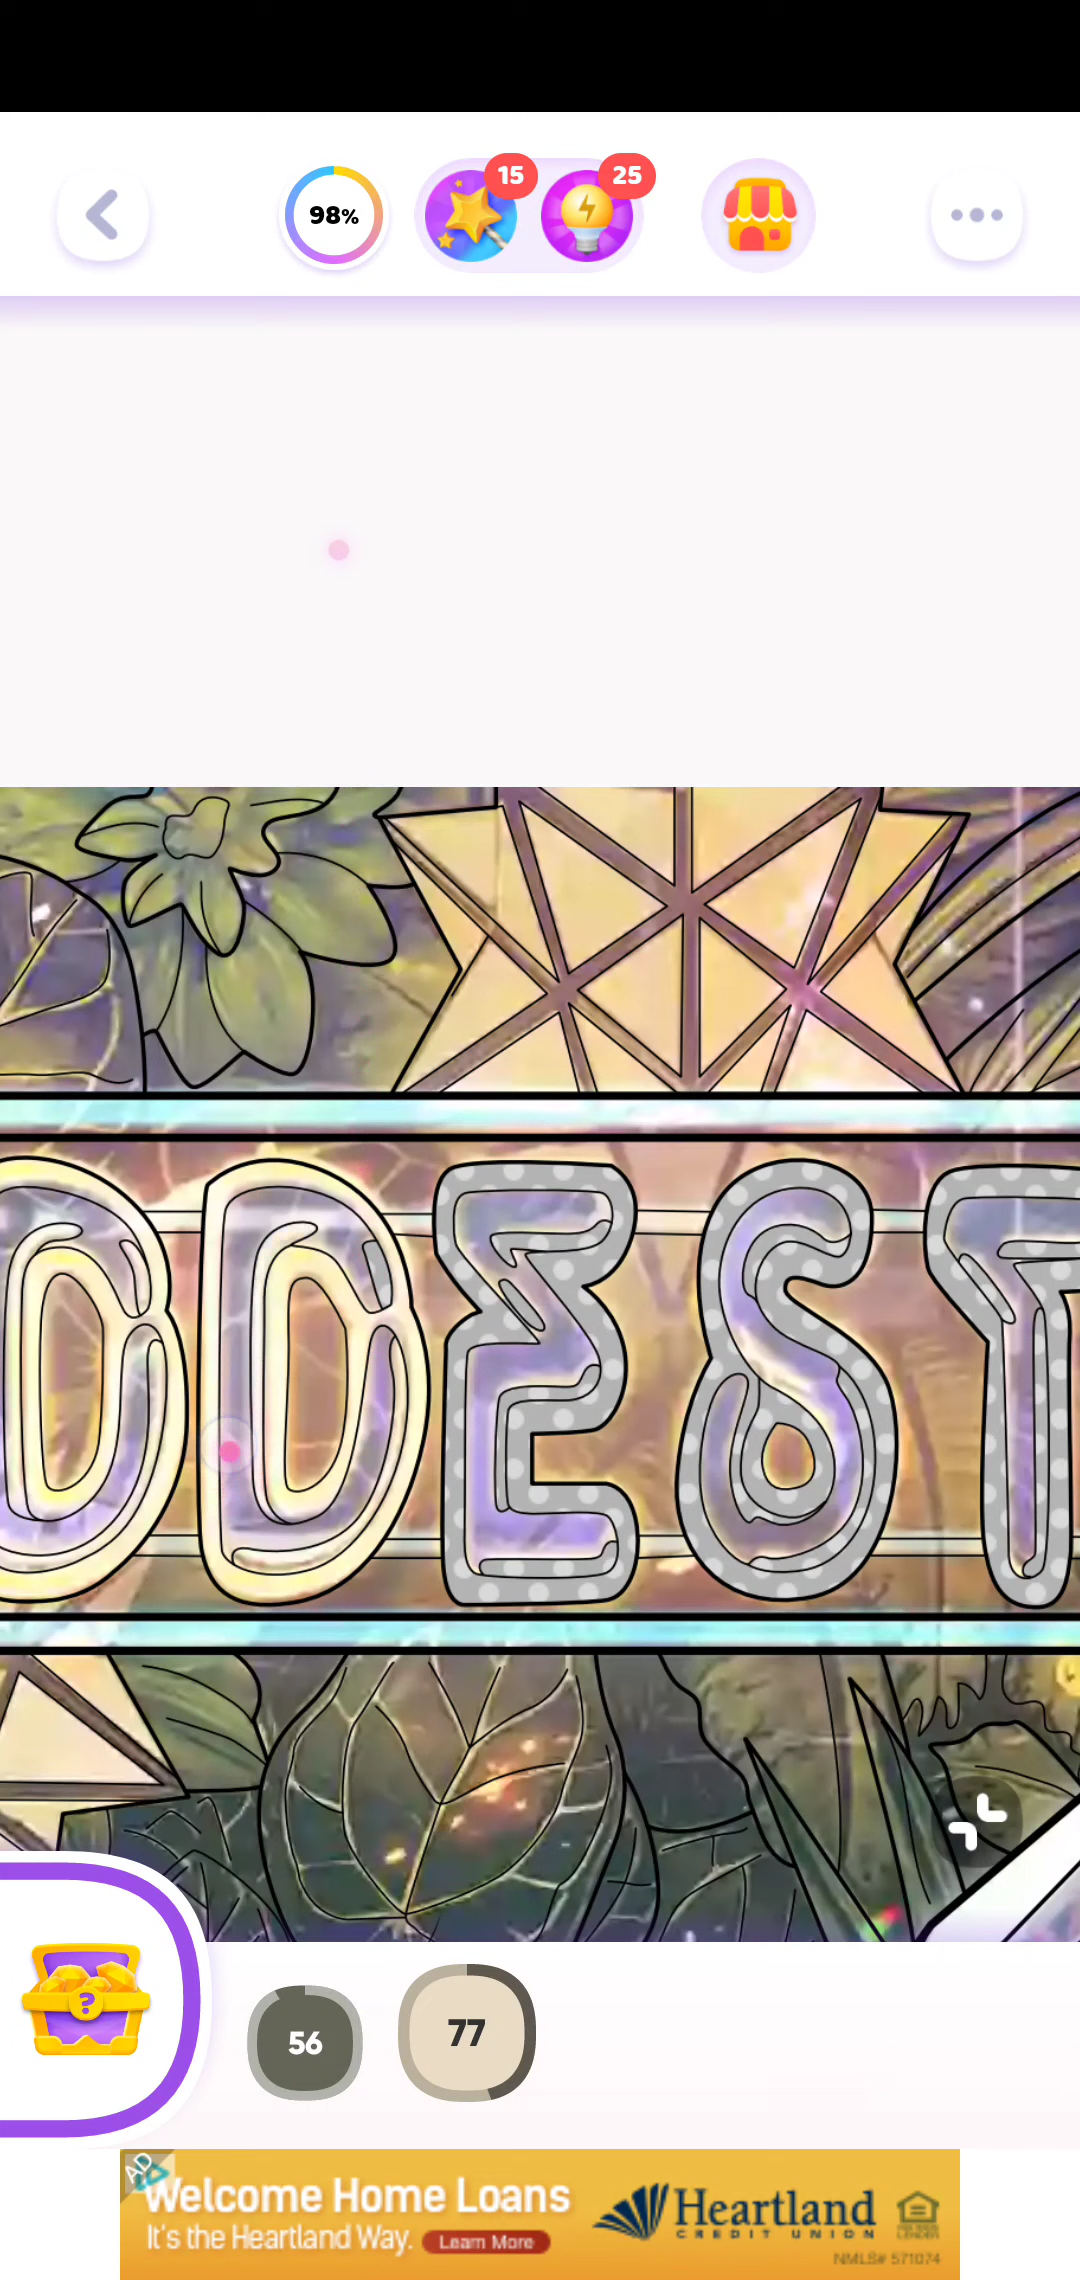 98%
15
25
ODEST
?
56
77
AD
Welcome Home Loans
It's the Heartland Way. Learn More
Heartland
CREDIT UNION
NMLS# 571074